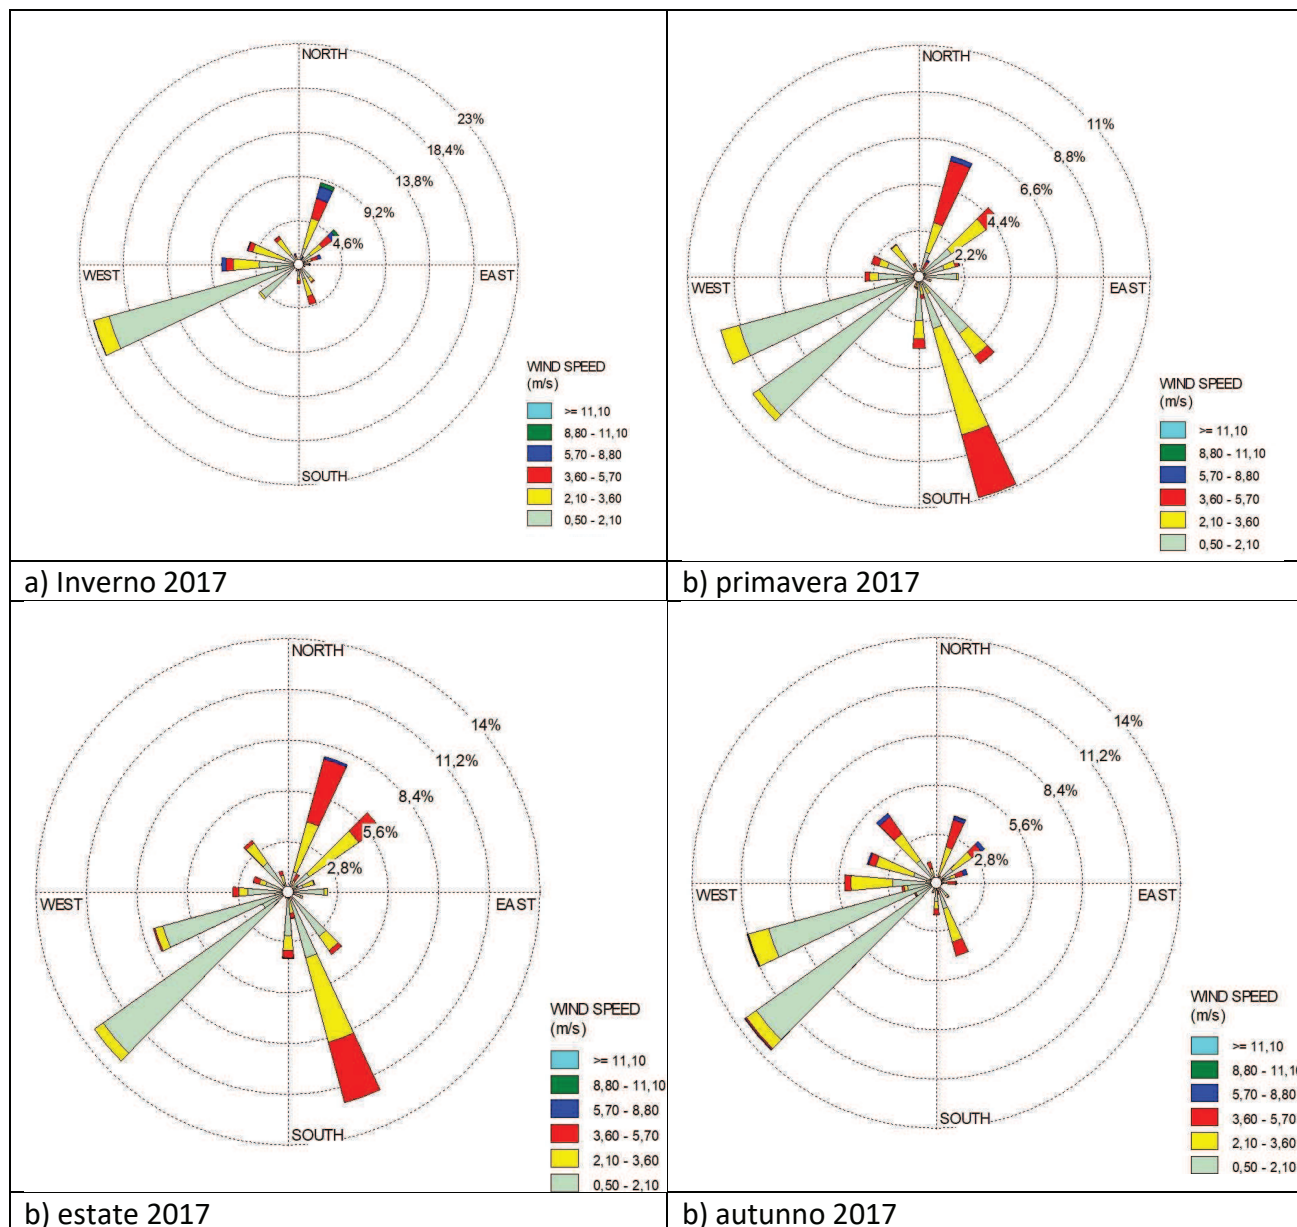 NORTH
23%
18,4%
13,8%
9,2%
4,6%
WEST
EAST
SOUTH
WIND SPEED
(m/s)
>= 11,10
8,80 - 11,10
5,70 - 8,80
3,60 - 5,70
2,10 - 3,60
0,50 - 2,10
a) Inverno 2017
NORTH
11%
8,8%
6,6%
4,4%
2,2%
WEST
EAST
SOUTH
WIND SPEED
(m/s)
>= 11,10
8,80 - 11,10
5,70 - 8,80
3,60 - 5,70
2,10 - 3,60
0,50 - 2,10
b) primavera 2017
NORTH
14%
11,2%
8,4%
5,6%
2,8%
WEST
EAST
SOUTH
WIND SPEED
(m/s)
>= 11,10
8,80 - 11,10
5,70 - 8,80
3,60 - 5,70
2,10 - 3,60
0,50 - 2,10
b) estate 2017
NORTH
14%
11,2%
8,4%
5,6%
2,8%
WEST
EAST
SOUTH
WIND SPEED
(m/s)
>= 11,10
8,80 - 11,10
5,70 - 8,80
3,60 - 5,70
2,10 - 3,60
0,50 - 2,10
b) autunno 2017